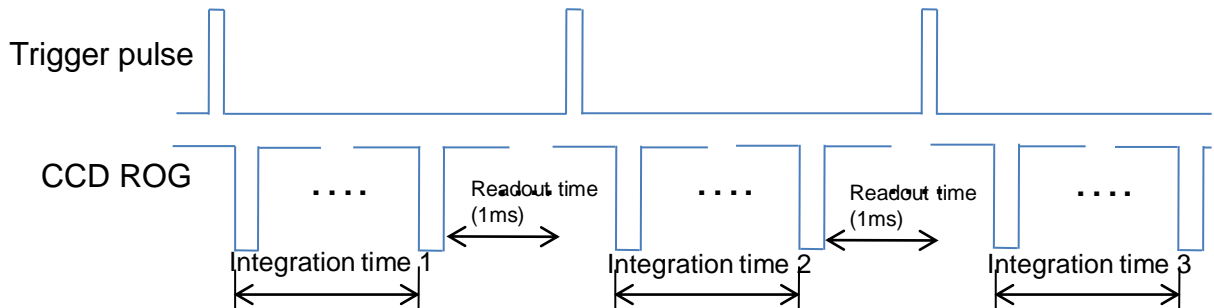 Trigger pulse
CCD ROG
....
Readout time
(1ms)
....
....
Readout time
(1ms)
....
....
Integration time 1
Integration time 2
Integration time 3